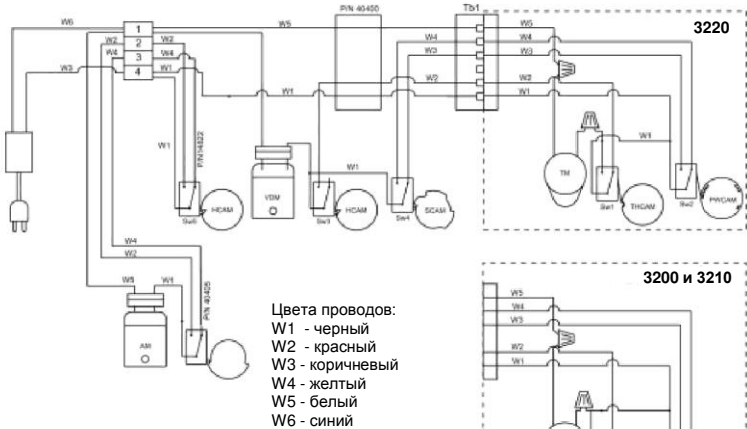 P/N 40400
Tb1
3220
W6
W5
W5
1
W2
2
W2
W4
W4
W4
3
W4
W3
W3
W3
4
W1
W2
W2
W1
W1
W1
P/N14822
W1
W1
VDM
TM
HCAM
HCAM
SCAM
Sw5
Sw3
Sw4
Sw1
THCAM
Sw2
PWCAM
W4
W2
W5
W1
P/N 40405
AM
Цвета проводов:
W1 - черный
W2 - красный
W3 - коричневый
W4 - желтый
W5 - белый
W6 - синий
3200 и 3210
W5
W4
W3
W2
W1